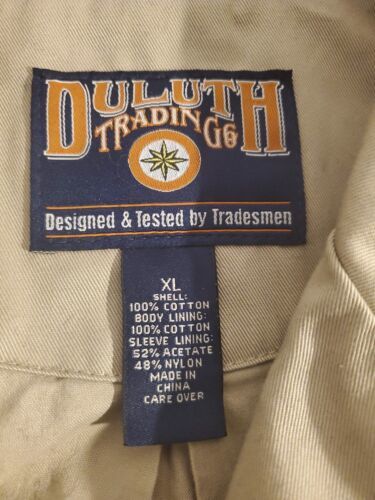 DULUTH
TRADING Co
Designed & Tested by Tradesmen
XL
SHELL:
100% COTTON
BODY LINING:
100% COTTON
SLEEVE LINING:
52% ACETATE
48% NYLON
MADE IN
CHINA
CARE OVER